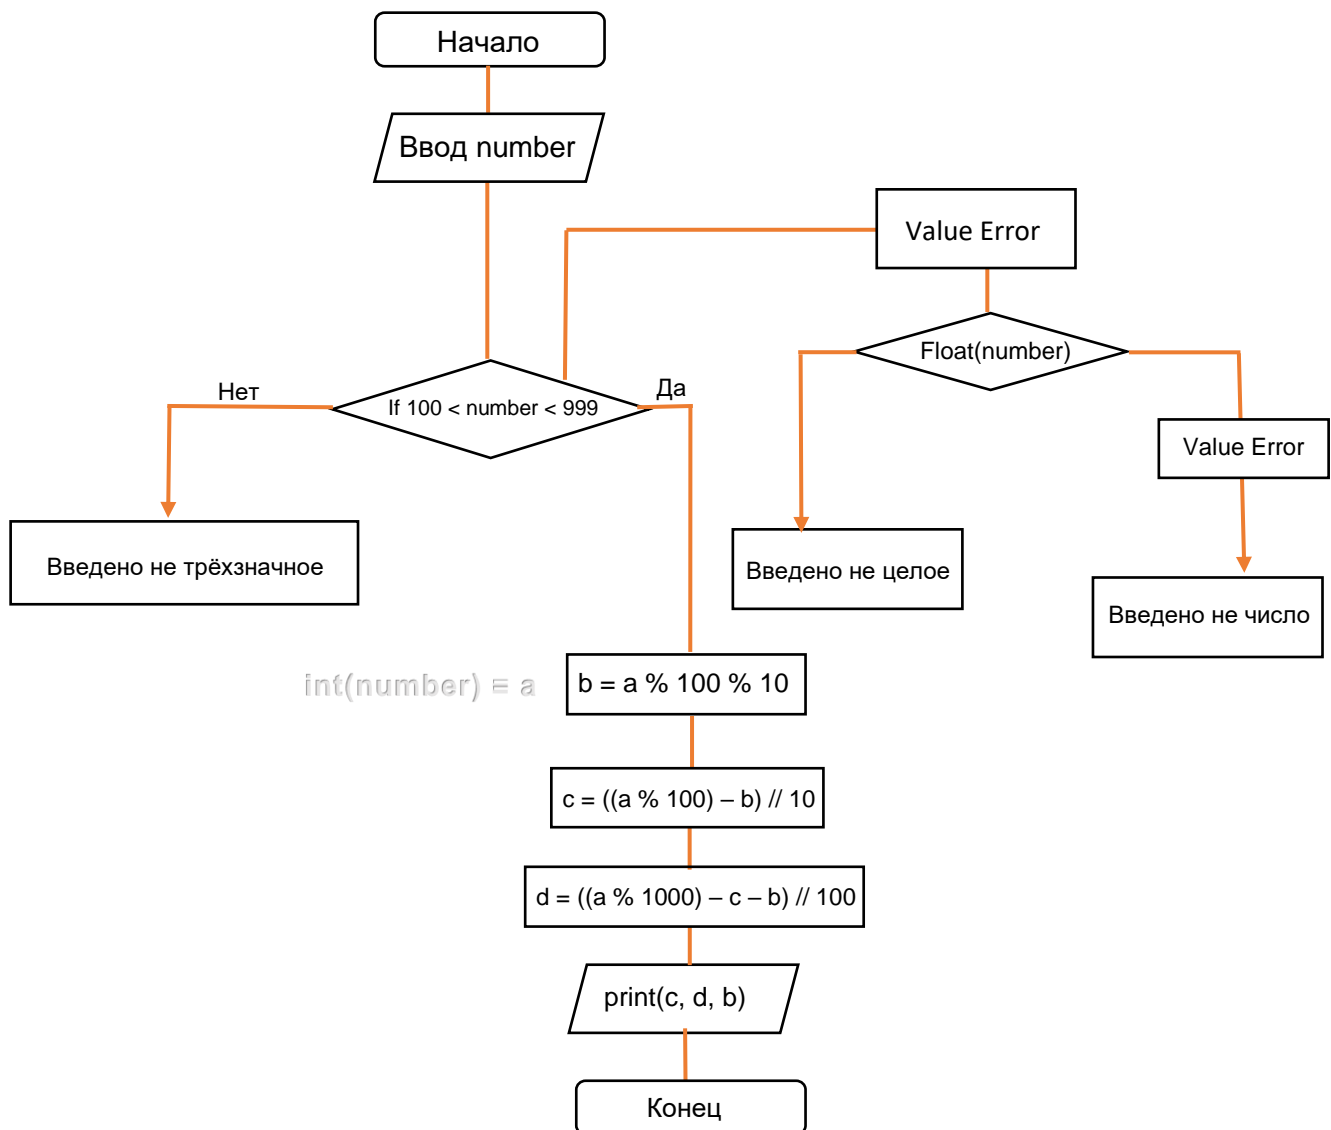 Начало
Ввод number
Value Error
Float(number)
Нет
If 100 < number < 999
Да
Value Error
Введено не трёхзначное
Введено не целое
Введено не число
int(number) = a
b = a % 100 % 10
c = ((a % 100) – b) // 10
d = ((a % 1000) – c – b) // 100
print(c, d, b)
Конец